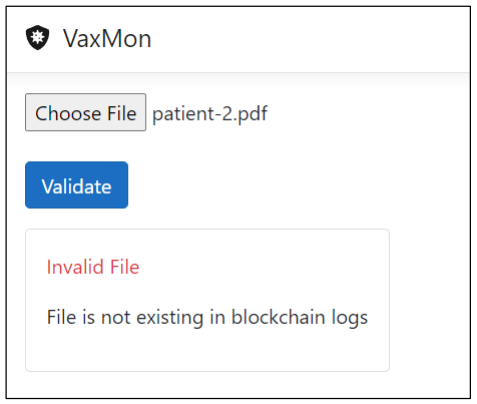 VaxMon
Choose File patient-2.pdf
Validate
Invalid File
File is not existing in blockchain logs